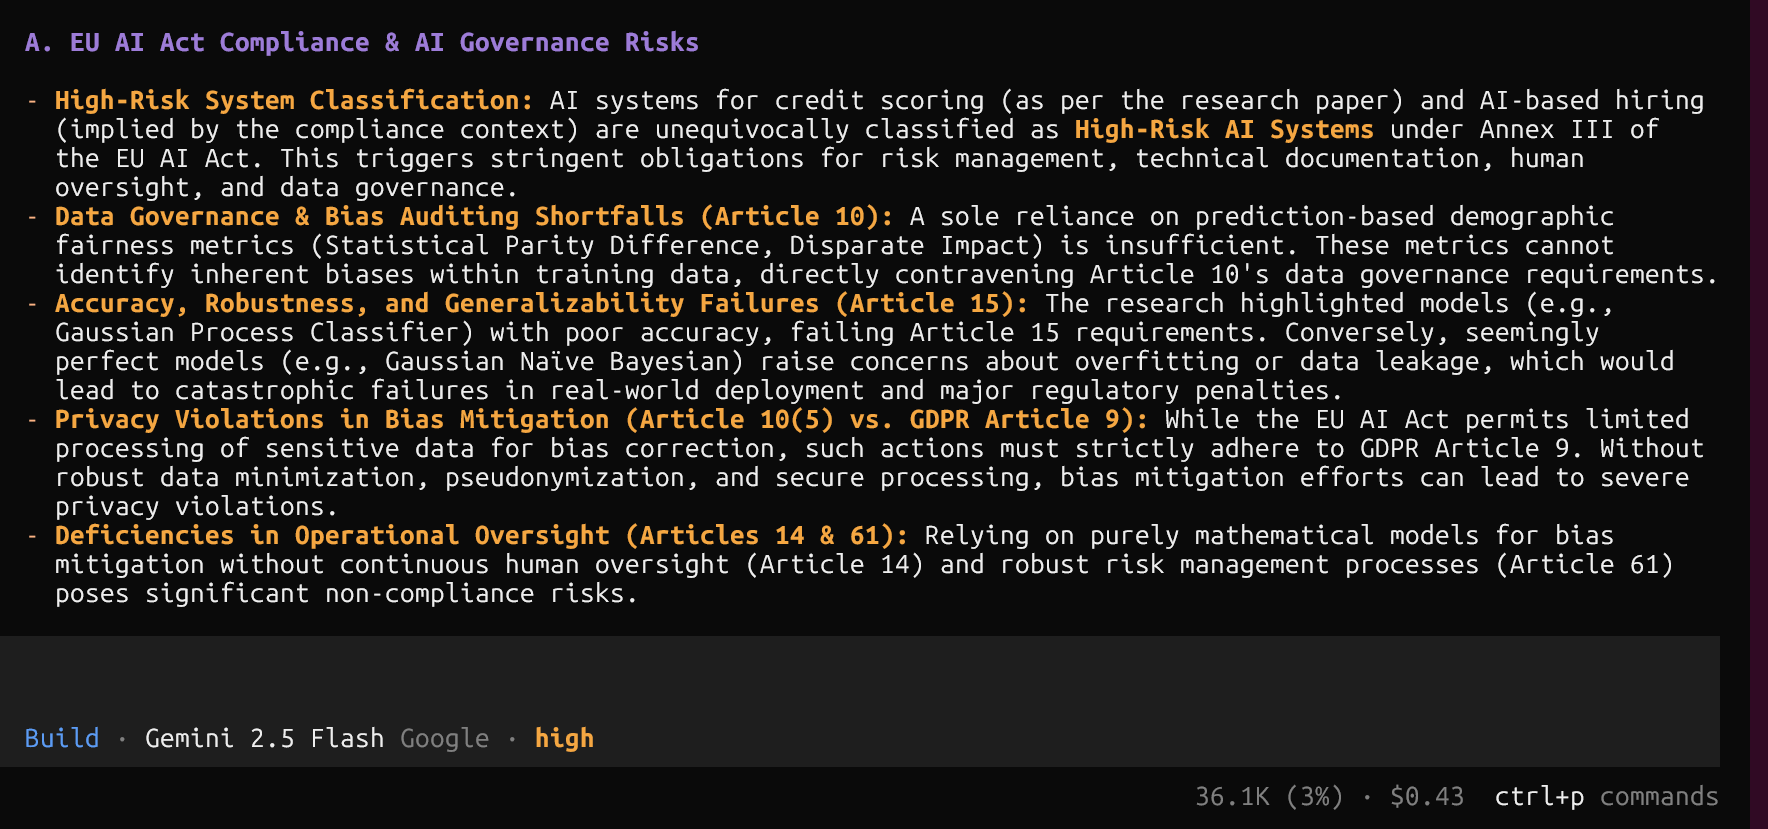 A. EU AI Act Compliance & AI Governance Risks
- High-Risk System Classification: AI systems for credit scoring (as per the research paper) and AI-based hiring
(implied by the compliance context) are unequivocally classified as High-Risk AI Systems under Annex III of
the EU AI Act. This triggers stringent obligations for risk management, technical documentation, human
oversight, and data governance.
- Data Governance & Bias Auditing Shortfalls (Article 10): A sole reliance on prediction-based demographic
fairness metrics (Statistical Parity Difference, Disparate Impact) is insufficient. These metrics cannot
identify inherent biases within training data, directly contravening Article 10's data governance requirements.
- Accuracy, Robustness, and Generalizability Failures (Article 15): The research highlighted models (e.g.,
Gaussian Process Classifier) with poor accuracy, failing Article 15 requirements. Conversely, seemingly
perfect models (e.g., Gaussian Naïve Bayesian) raise concerns about overfitting or data leakage, which would
lead to catastrophic failures in real-world deployment and major regulatory penalties.
- Privacy Violations in Bias Mitigation (Article 10(5) vs. GDPR Article 9): While the EU AI Act permits limited
processing of sensitive data for bias correction, such actions must strictly adhere to GDPR Article 9. Without
robust data minimization, pseudonymization, and secure processing, bias mitigation efforts can lead to severe
privacy violations.
- Deficiencies in Operational Oversight (Articles 14 & 61): Relying on purely mathematical models for bias
mitigation without continuous human oversight (Article 14) and robust risk management processes (Article 61)
poses significant non-compliance risks.
Build · Gemini 2.5 Flash Google · high
36.1K (3%) · $0.43 ctrl+p commands